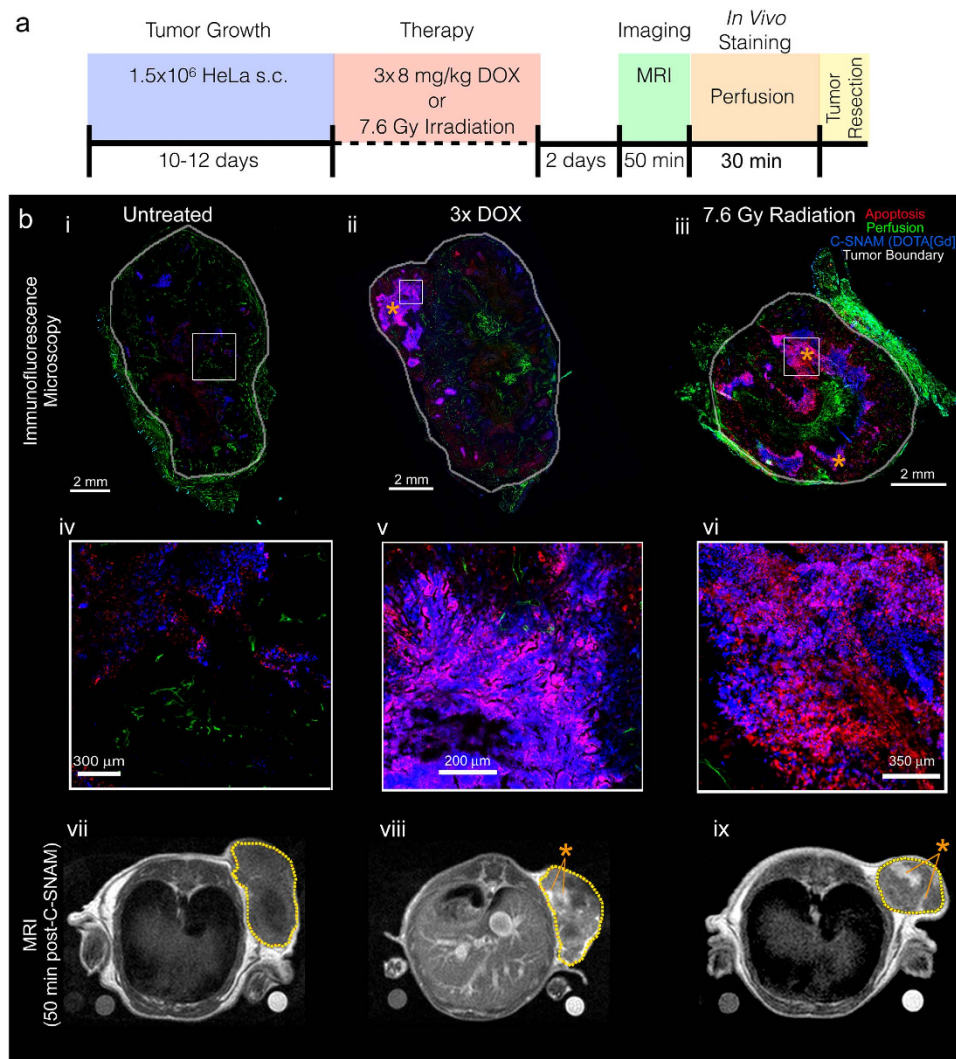 a
Tumor Growth
Therapy
Imaging
In Vivo
Staining
1.5x10⁶ HeLa s.c.
3x8 mg/kg DOX
or
7.6 Gy Irradiation
MRI
Perfusion
Tumor
Resection
10-12 days
2 days
50 min
30 min
b
Untreated
3x DOX
7.6 Gy Radiation
i
ii
iii
Apoptosis
Perfusion
C-SNAM (DOTA[Gd]
Tumor Boundary
Immunofluorescence
Microscopy
*
*
*
2 mm
2 mm
2 mm
iv
v
vi
300 µm
200 µm
350 µm
vii
viii
ix
*
*
MRI
(50 min post-C-SNAM)